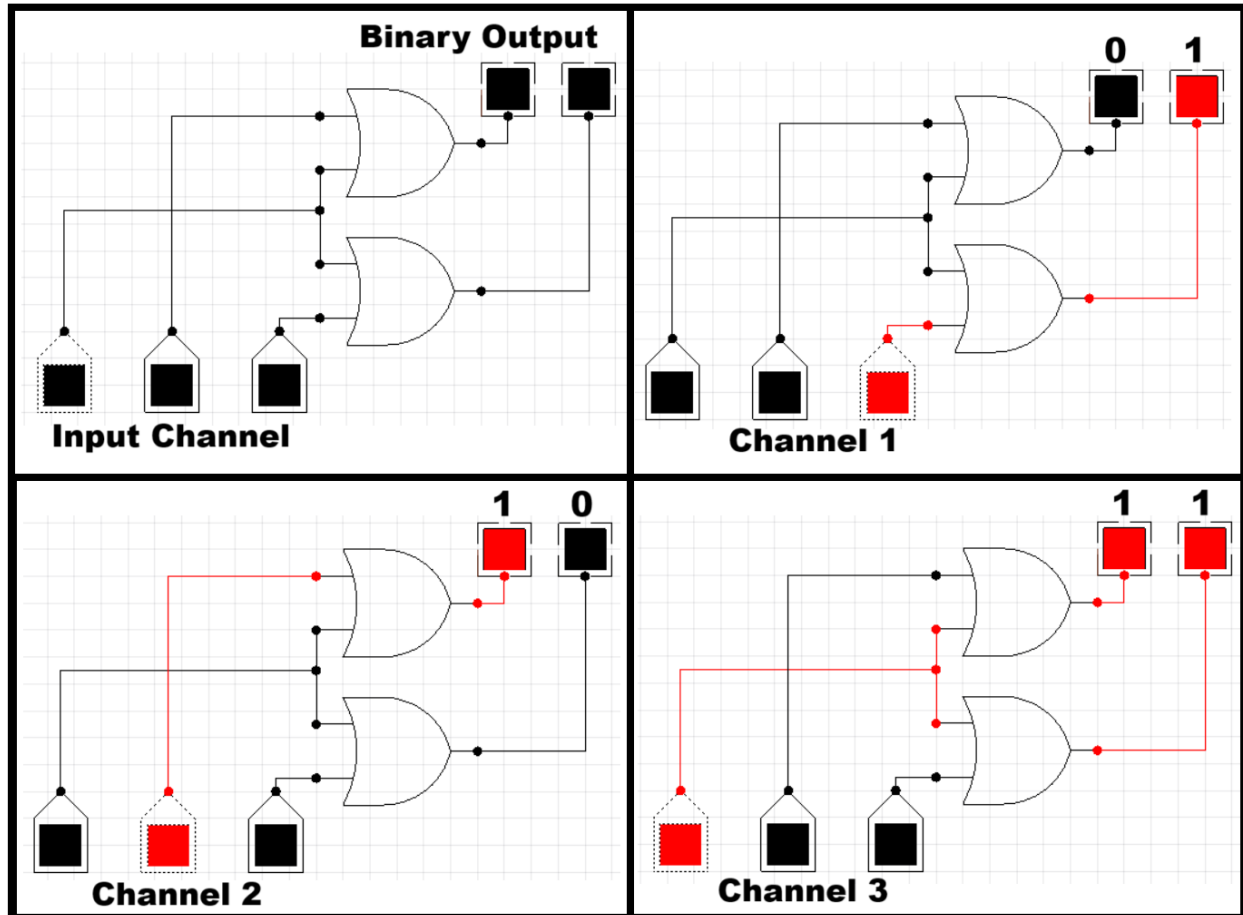 Binary Output
Input Channel
0 1
Channel 1
1 0
Channel 2
1 1
Channel 3